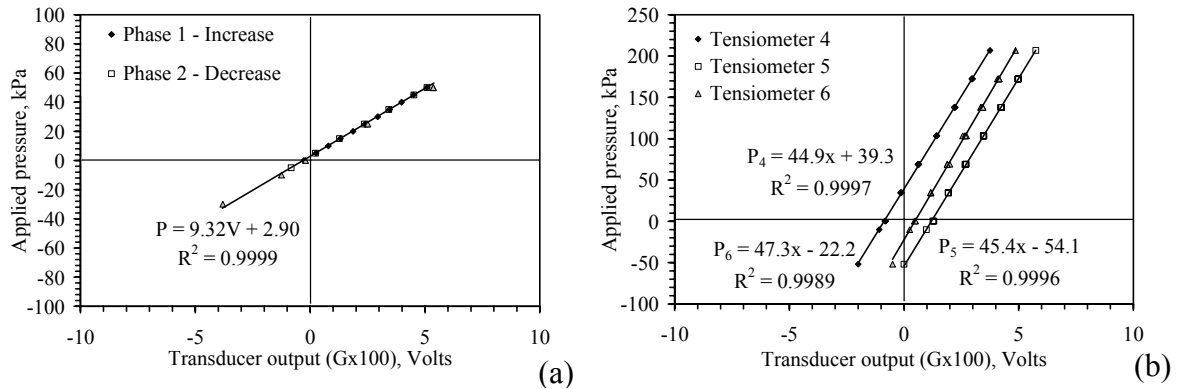 100
80
60
40
20
0
-20
-40
-60
-80
-100
Applied pressure, kPa
Phase 1 - Increase
Phase 2 - Decrease
P = 9.32V + 2.90
R² = 0.9999
-10 -5 0 5 10
Transducer output (Gx100), Volts
(a)
250
200
150
100
50
0
-50
-100
Applied pressure, kPa
Tensiometer 4
Tensiometer 5
Tensiometer 6
P₄ = 44.9x + 39.3
R² = 0.9997
P₆ = 47.3x - 22.2
R² = 0.9989
P₅ = 45.4x - 54.1
R² = 0.9996
-10 -5 0 5 10
Transducer output (Gx100), Volts
(b)